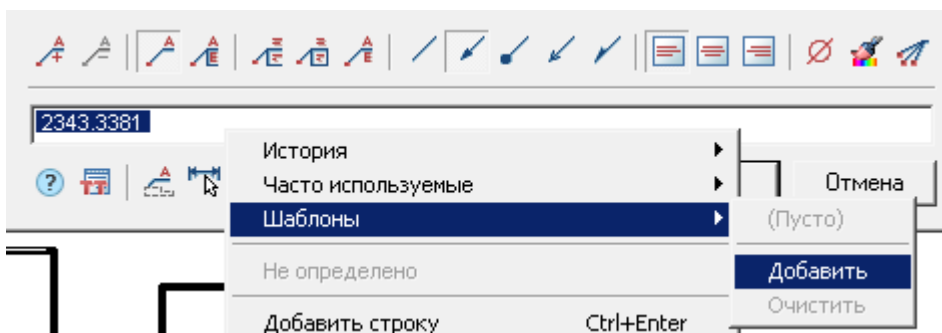 2343.3381
История
Часто используемые
Отмена
Шаблоны
(Пусто)
Не определено
Добавить
Очистить
Добавить строку Ctrl+Enter